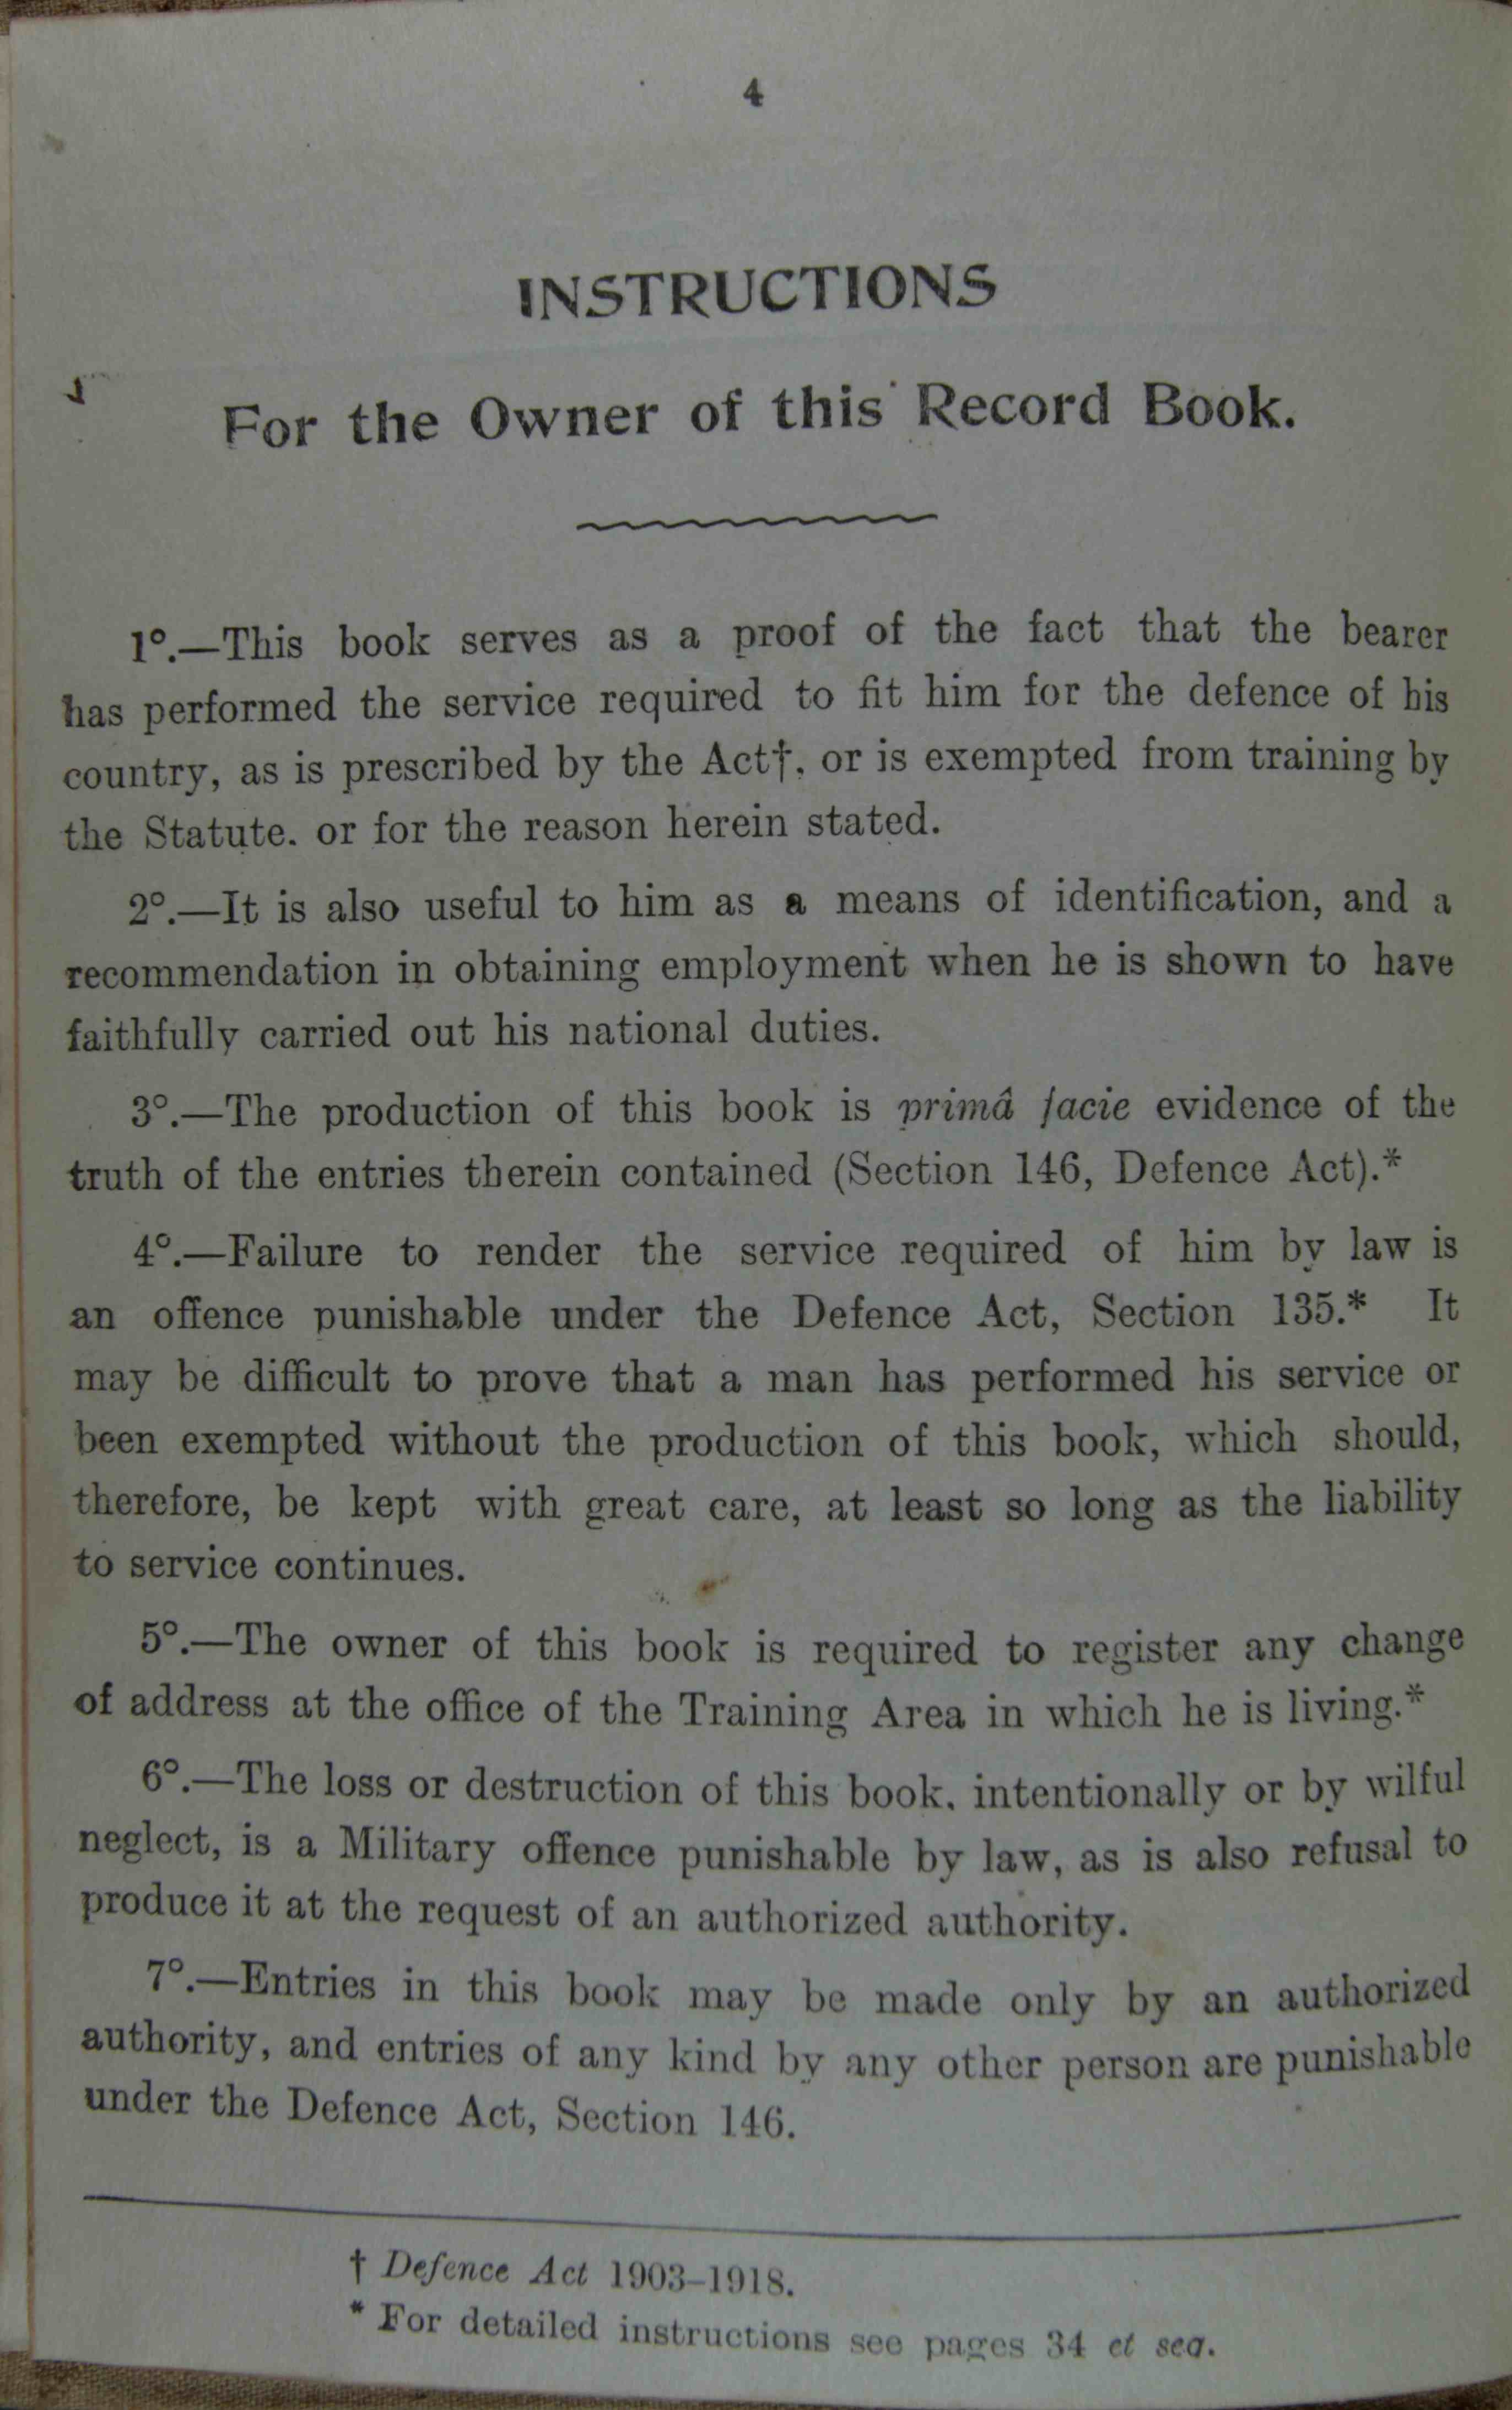 4
INSTRUCTIONS
For the Owner of this Record Book.
1º.—This book serves as a proof of the fact that the bearer
has performed the service required to fit him for the defence of his
country, as is prescribed by the Act†, or is exempted from training by
the Statute. or for the reason herein stated.
2º.—It is also useful to him as a means of identification, and a
recommendation in obtaining employment when he is shown to have
faithfully carried out his national duties.
3º.—The production of this book is primâ facie evidence of the
truth of the entries therein contained (Section 146, Defence Act).*
4º.—Failure to render the service required of him by law is
an offence punishable under the Defence Act, Section 135.* It
may be difficult to prove that a man has performed his service or
been exempted without the production of this book, which should,
therefore, be kept with great care, at least so long as the liability
to service continues.
5º.—The owner of this book is required to register any change
of address at the office of the Training Area in which he is living.*
6º.—The loss or destruction of this book, intentionally or by wilful
neglect, is a Military offence punishable by law, as is also refusal to
produce it at the request of an authorized authority.
7º.—Entries in this book may be made only by an authorized
authority, and entries of any kind by any other person are punishable
under the Defence Act, Section 146.
† Defence Act 1903–1918.
* For detailed instructions see pages 34 et seq.